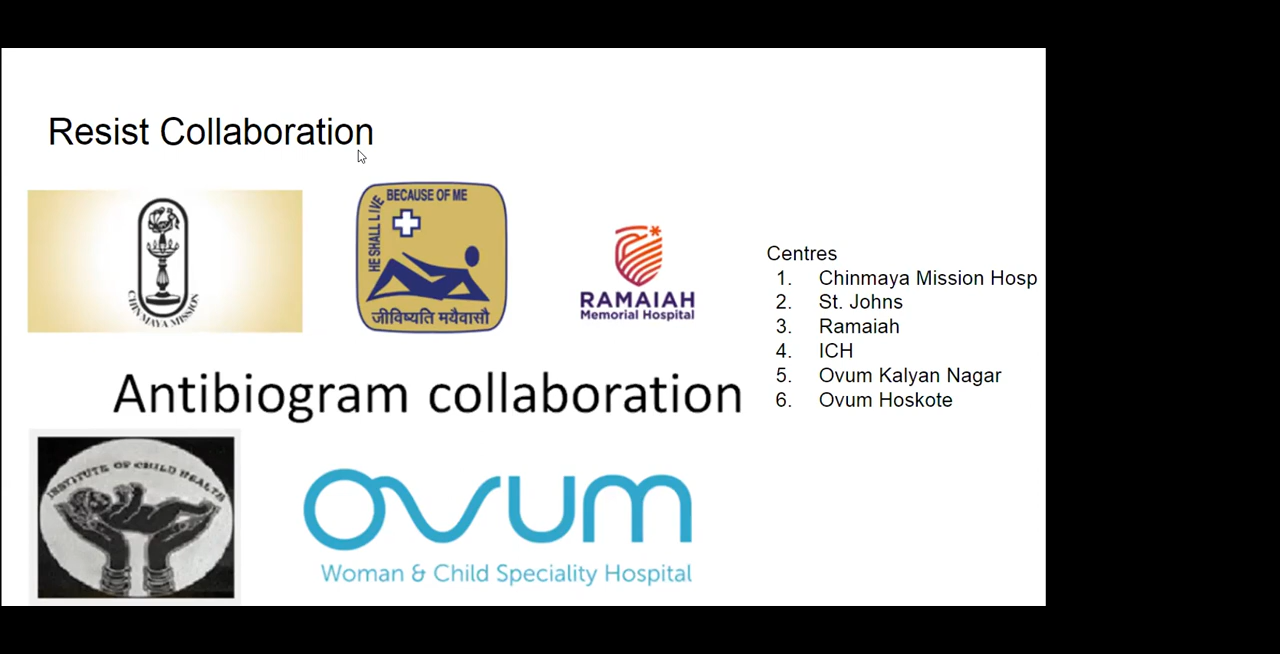 Resist Collaboration
CHINMAYA MISSION
HE SHALL LIVE BECAUSE OF ME
जीविष्यति मयैवासौ
RAMAIAH
Memorial Hospital
Centres
1. Chinmaya Mission Hosp
2. St. Johns
3. Ramaiah
4. ICH
5. Ovum Kalyan Nagar
6. Ovum Hoskote
Antibiogram collaboration
INSTITUTE OF CHILD HEALTH
ovum
Woman & Child Speciality Hospital